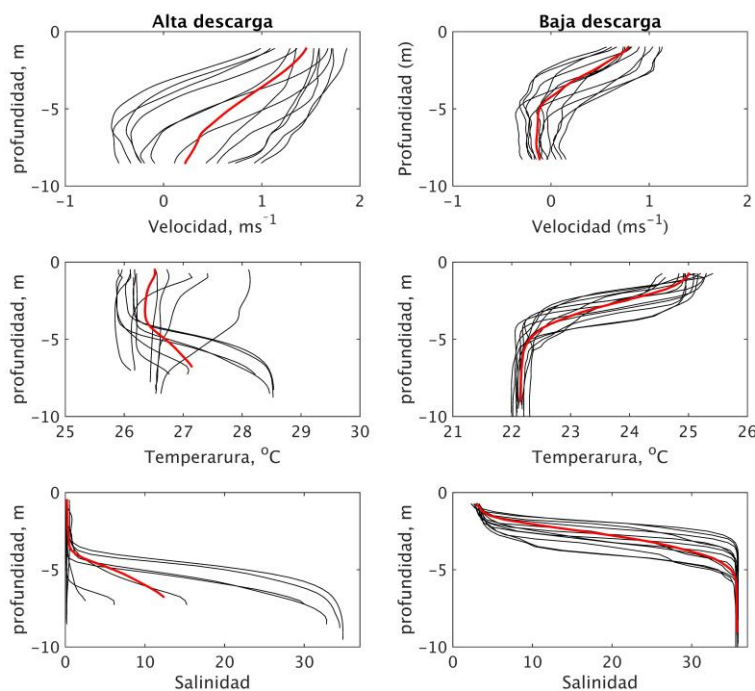 Alta descarga
0
-5
-10
profundidad, m
-1 0 1 2
Velocidad, ms⁻¹
Baja descarga
0
-5
-10
Profundidad (m)
-1 0 1 2
Velocidad (ms⁻¹)
0
-5
-10
profundidad, m
25 26 27 28 29 30
Temperarura, ⁰C
0
-5
-10
profundidad, m
21 22 23 24 25 26
Temperarura, ⁰C
0
-5
-10
profundidad, m
0 10 20 30
Salinidad
0
-5
-10
profundidad, m
0 10 20 30
Salinidad